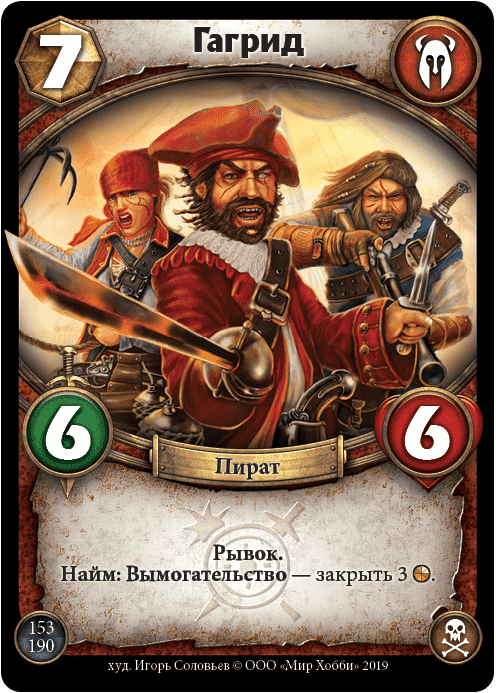 7
Гагрид
6
6
Пират
Рывок.
Найм: Вымогательство — закрыть 3 .
153
190
худ. Игорь Соловьев © ООО «Мир Хобби» 2019